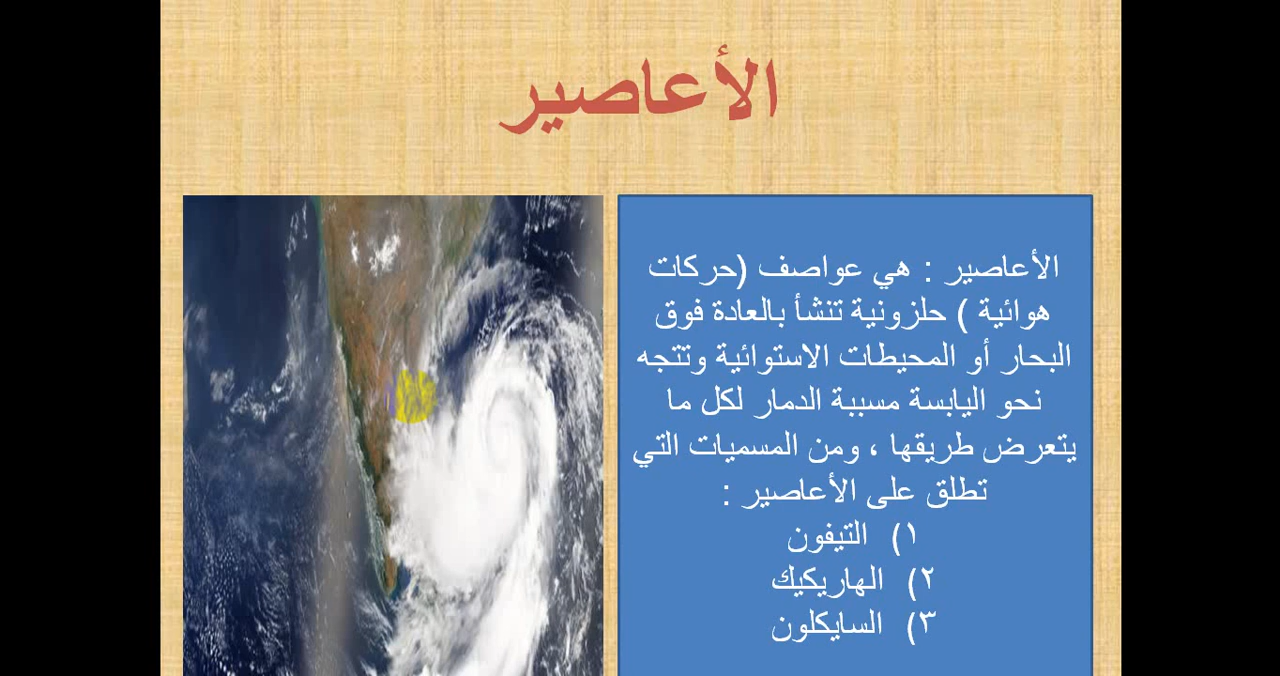 الأعاصير
الأعاصير : هي عواصف (حركات
هوائية ) حلزونية تنشأ بالعادة فوق
البحار أو المحيطات الاستوائية وتتجه
نحو اليابسة مسببة الدمار لكل ما
يتعرض طريقها ، ومن المسميات التي
تطلق على الأعاصير :
١) التيفون
٢) الهاريكيك
٣) السايكلون